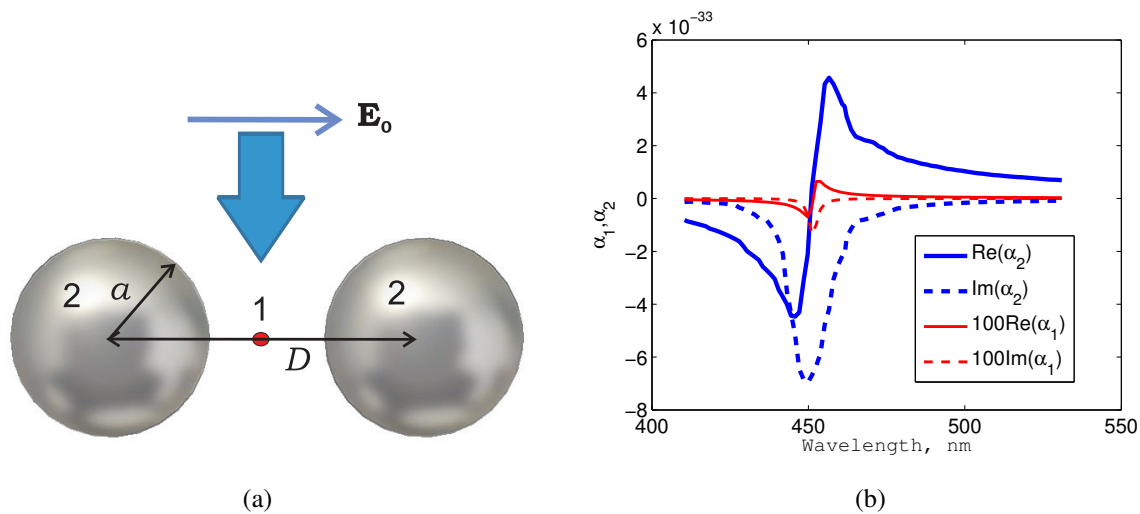 E₀
2
a
1
2
D
(a)
x 10⁻³³
6
4
2
0
−2
−4
−6
−8
400
450
500
550
α₁,α₂
Wavelength, nm
Re(α₂)
Im(α₂)
100Re(α₁)
100Im(α₁)
(b)